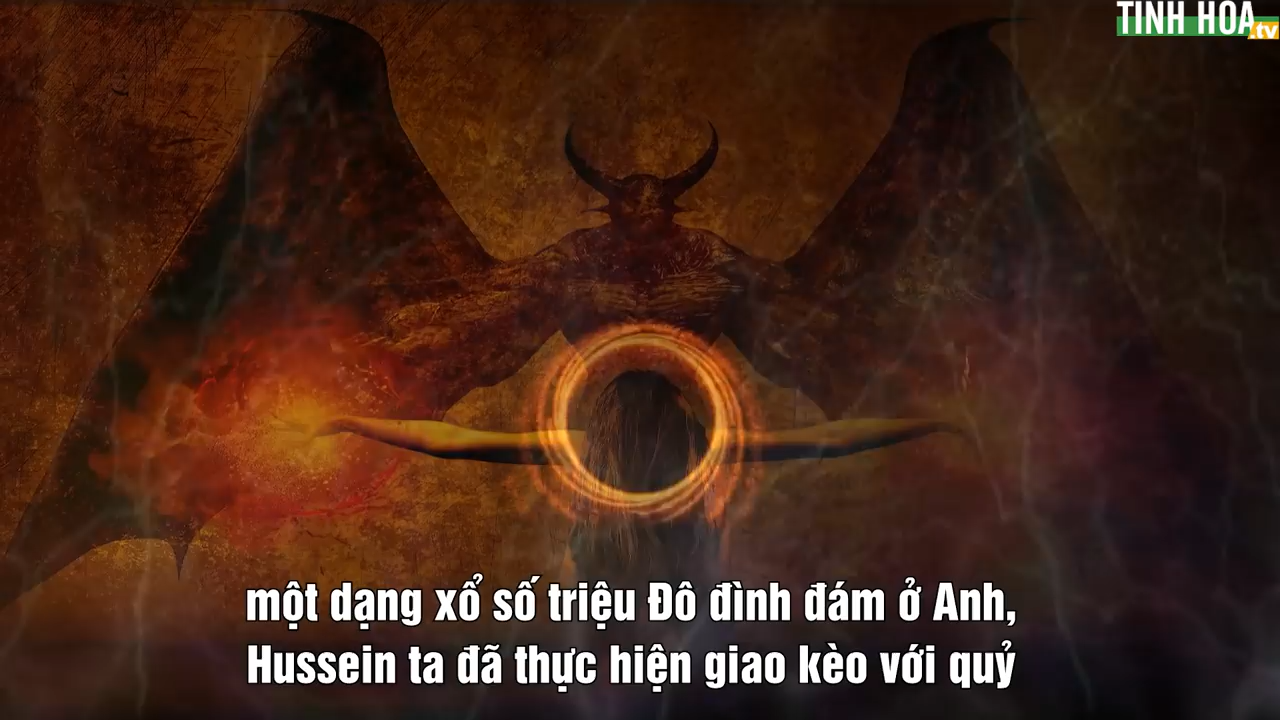 TINH HOA
.tv
một dạng xổ số triệu Đô đình đám ở Anh,
Hussein ta đã thực hiện giao kèo với quỷ